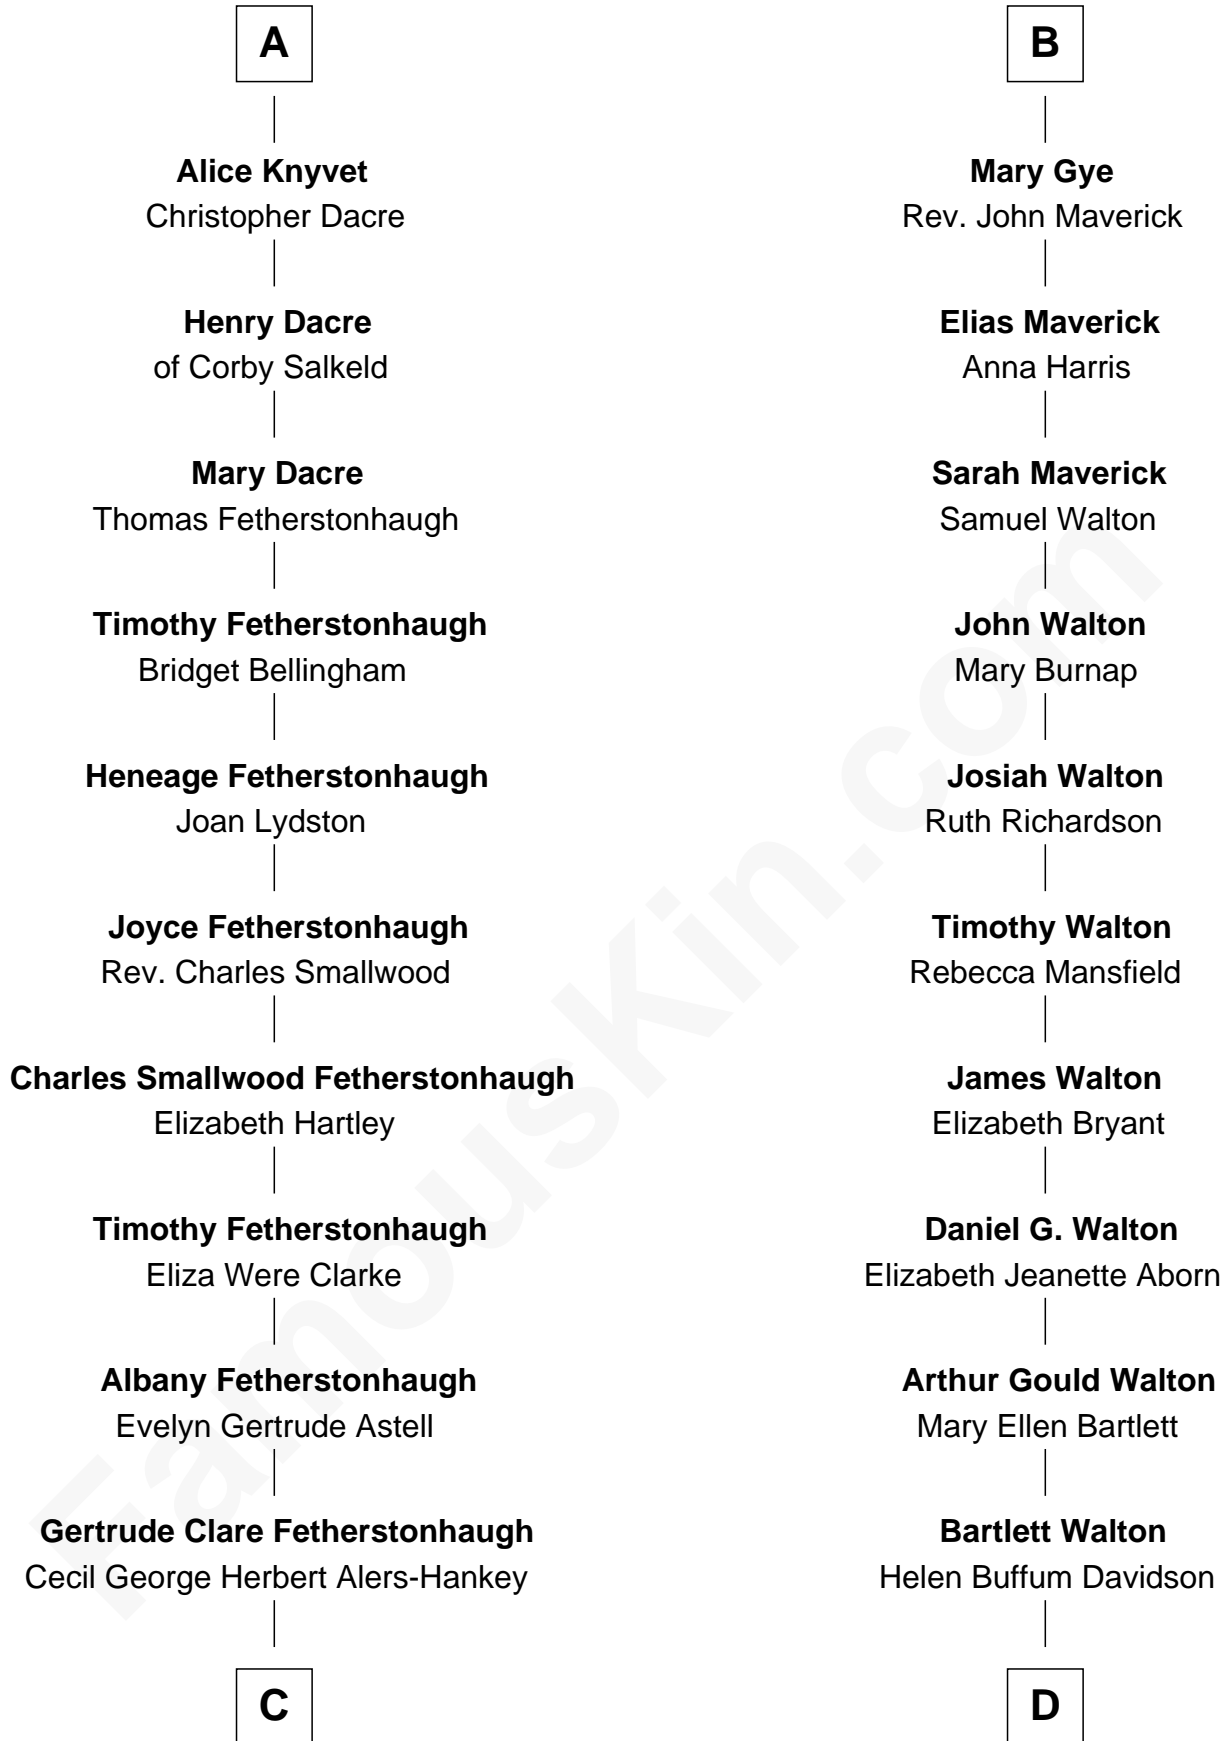 A
Alice Knyvet
Christopher Dacre
Henry Dacre
of Corby Salkeld
Mary Dacre
Thomas Fetherstonhaugh
Timothy Fetherstonhaugh
Bridget Bellingham
Heneage Fetherstonhaugh
Joan Lydston
Joyce Fetherstonhaugh
Rev. Charles Smallwood
Charles Smallwood Fetherstonhaugh
Elizabeth Hartley
Timothy Fetherstonhaugh
Eliza Were Clarke
Albany Fetherstonhaugh
Evelyn Gertrude Astell
Gertrude Clare Fetherstonhaugh
Cecil George Herbert Alers-Hankey
C
B
Mary Gye
Rev. John Maverick
Elias Maverick
Anna Harris
Sarah Maverick
Samuel Walton
John Walton
Mary Burnap
Josiah Walton
Ruth Richardson
Timothy Walton
Rebecca Mansfield
James Walton
Elizabeth Bryant
Daniel G. Walton
Elizabeth Jeanette Aborn
Arthur Gould Walton
Mary Ellen Bartlett
Bartlett Walton
Helen Buffum Davidson
D
FamousKin.com